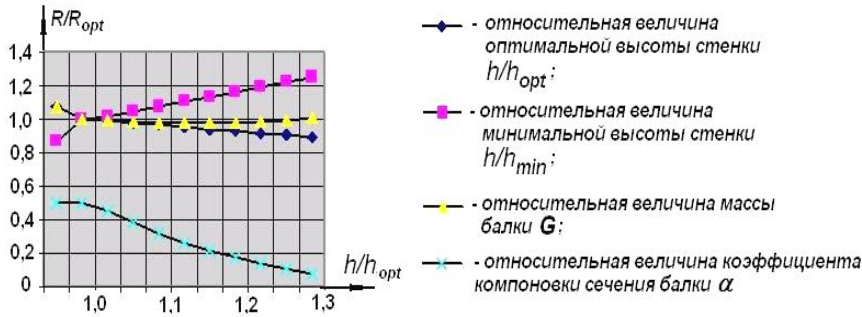 R/Ropt
1,4
1,2
1,0
0,8
0,6
0,4
0,2
0
1,0
1,1
1,2
1,3
h/hopt
- относительная величина
оптимальной высоты стенки
h/hopt ;
- относительная величина
минимальной высоты стенки
h/hmin ;
- относительная величина массы
балки G;
- относительная величина коэффициента
компоновки сечения балки α